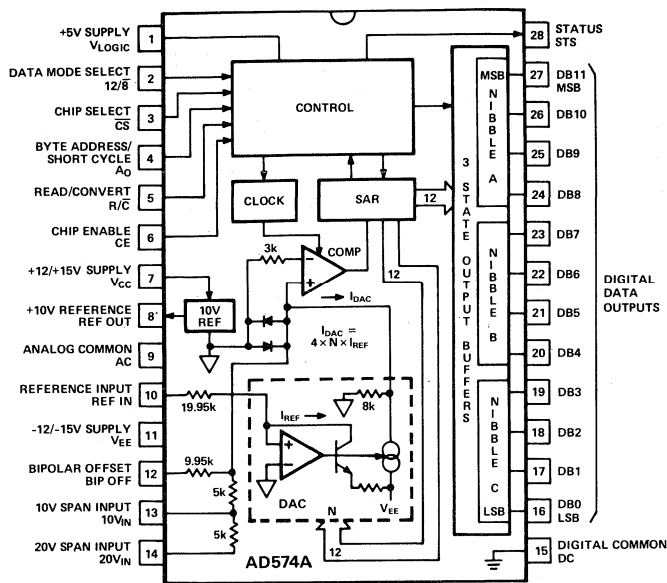 +5V SUPPLY
VLOGIC
1
DATA MODE SELECT
12/8̅
2
CHIP SELECT
C̅S̅
3
BYTE ADDRESS/
SHORT CYCLE
AO
4
READ/CONVERT
R/C̅
5
CHIP ENABLE
CE
6
+12/+15V SUPPLY
VCC
7
+10V REFERENCE
REF OUT
8
ANALOG COMMON
AC
9
REFERENCE INPUT
REF IN
10
-12/-15V SUPPLY
VEE
11
BIPOLAR OFFSET
BIP OFF
12
10V SPAN INPUT
10VIN
13
20V SPAN INPUT
20VIN
14
CONTROL
CLOCK
SAR
12
3k
COMP
−
+
12
10V
REF
IDAC
IDAC =
4 × N × IREF
19.95k
8k
IREF
+
−
9.95k
5k
5k
DAC
N
VEE
12
AD574A
3 STATE OUTPUT BUFFERS
MSB
NIBBLE A
NIBBLE B
NIBBLE C
LSB
28
STATUS
STS
27
DB11
MSB
26
DB10
25
DB9
24
DB8
23
DB7
22
DB6
21
DB5
20
DB4
19
DB3
18
DB2
17
DB1
16
DB0
LSB
15
DIGITAL COMMON
DC
DIGITAL
DATA
OUTPUTS